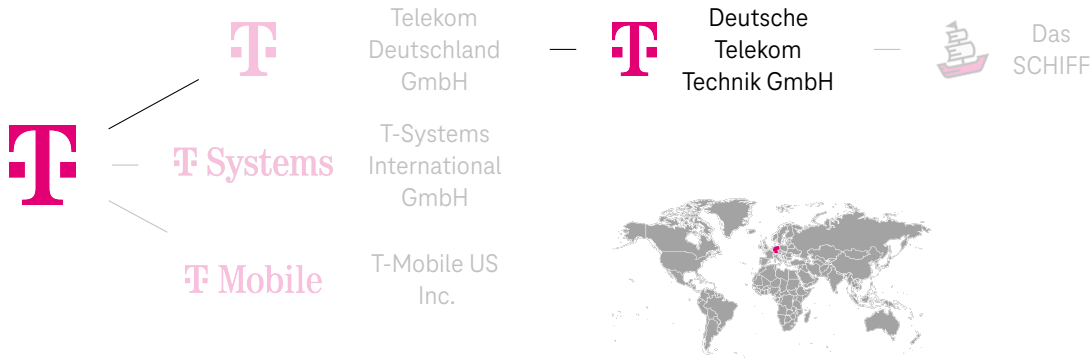 Telekom
Deutschland
GmbH
Deutsche
Telekom
Technik GmbH
Das
SCHIFF
T
T Systems
T-Systems
International
GmbH
T Mobile
T-Mobile US
Inc.